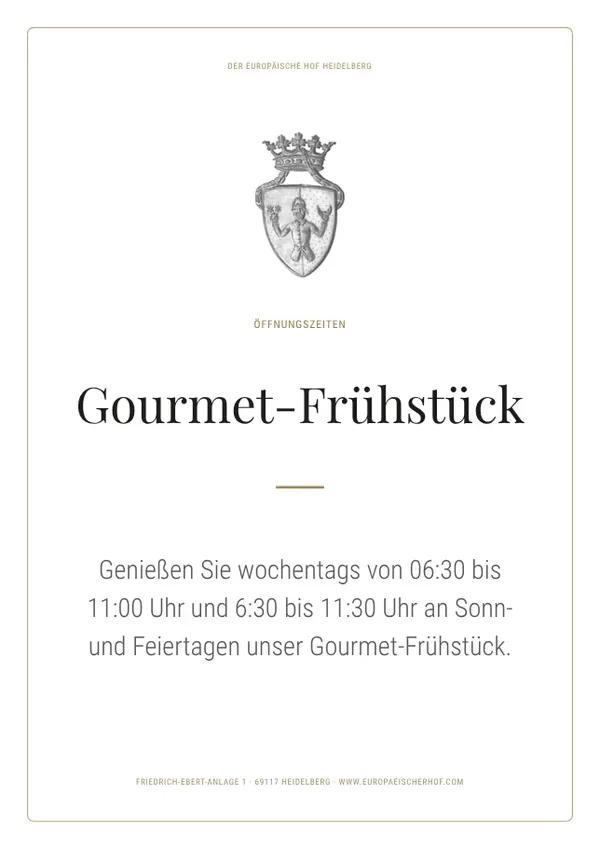 DER EUROPÄISCHE HOF HEIDELBERG
ÖFFNUNGSZEITEN
Gourmet-Frühstück
Genießen Sie wochentags von 06:30 bis
11:00 Uhr und 6:30 bis 11:30 Uhr an Sonn-
und Feiertagen unser Gourmet-Frühstück.
FRIEDRICH-EBERT-ANLAGE 1 · 69117 HEIDELBERG · WWW.EUROPAËISCHERHOF.COM